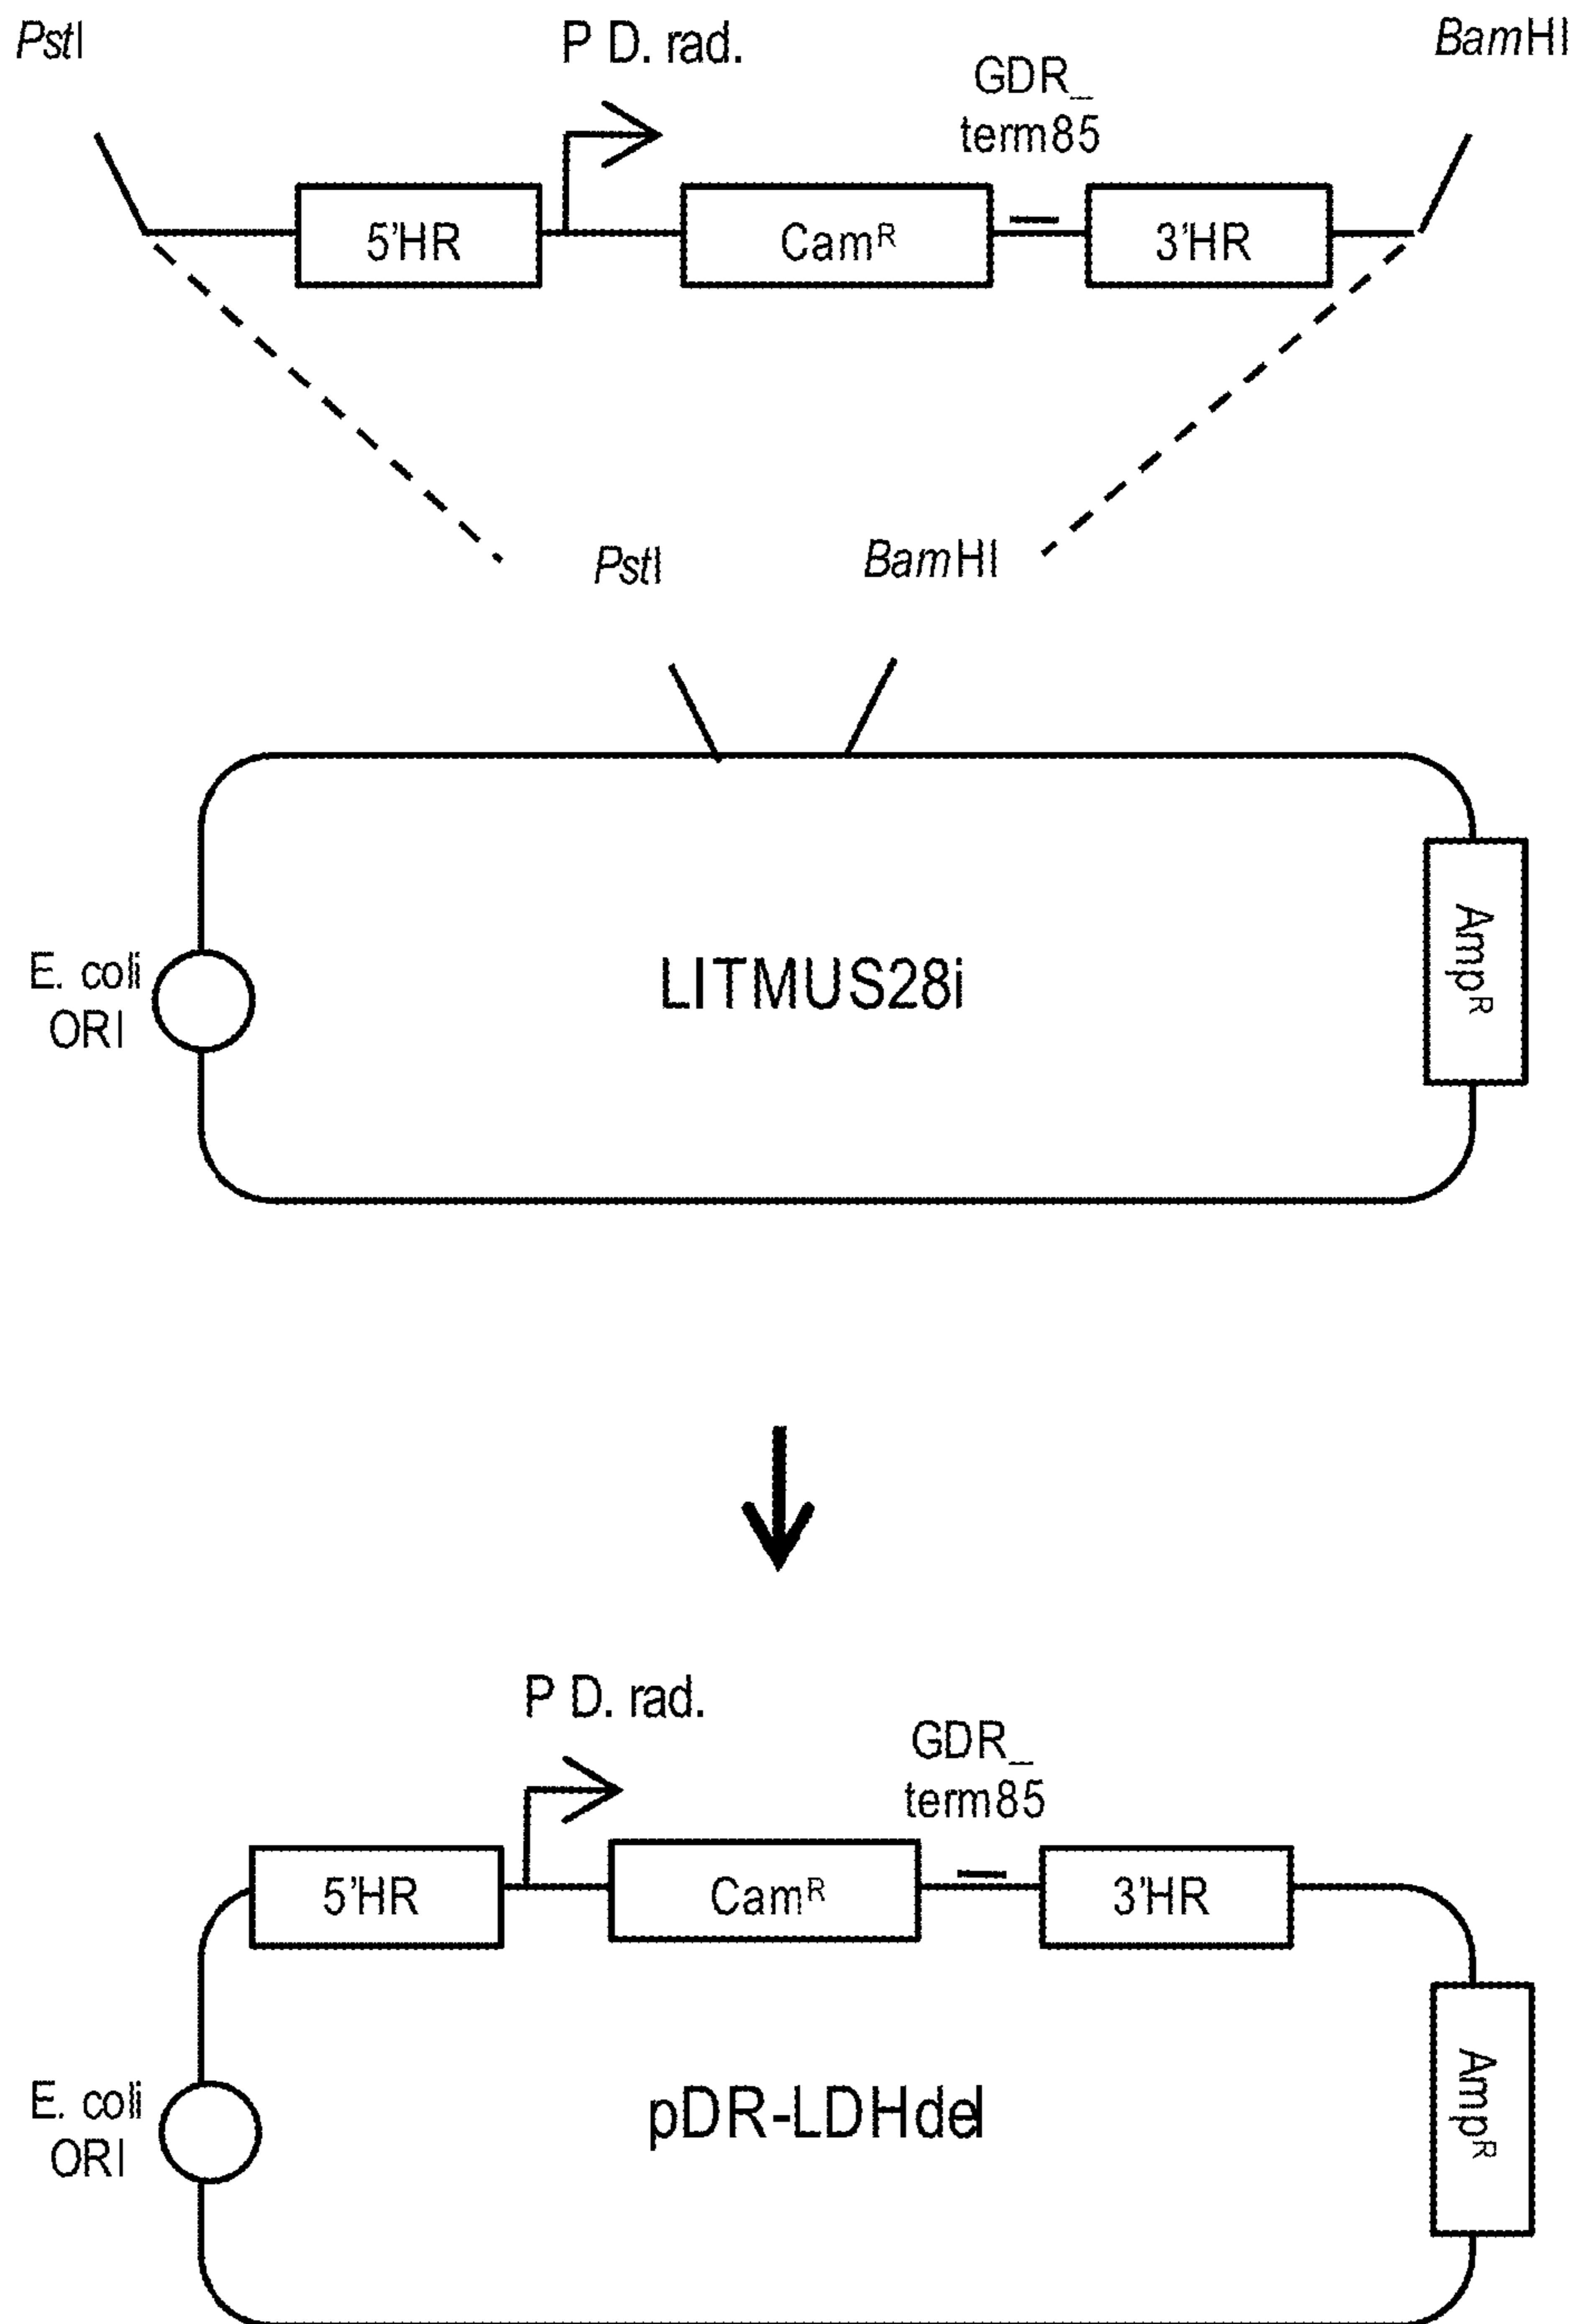 PstI
P D. rad.
GDR_
term85
BamHI
5'HR
Camᴿ
3'HR
PstI
BamHI
E. coli
ORI
LITMUS28i
Ampᴿ
P D. rad.
GDR_
term85
5'HR
Camᴿ
3'HR
E. coli
ORI
pDR-LDHdel
Ampᴿ